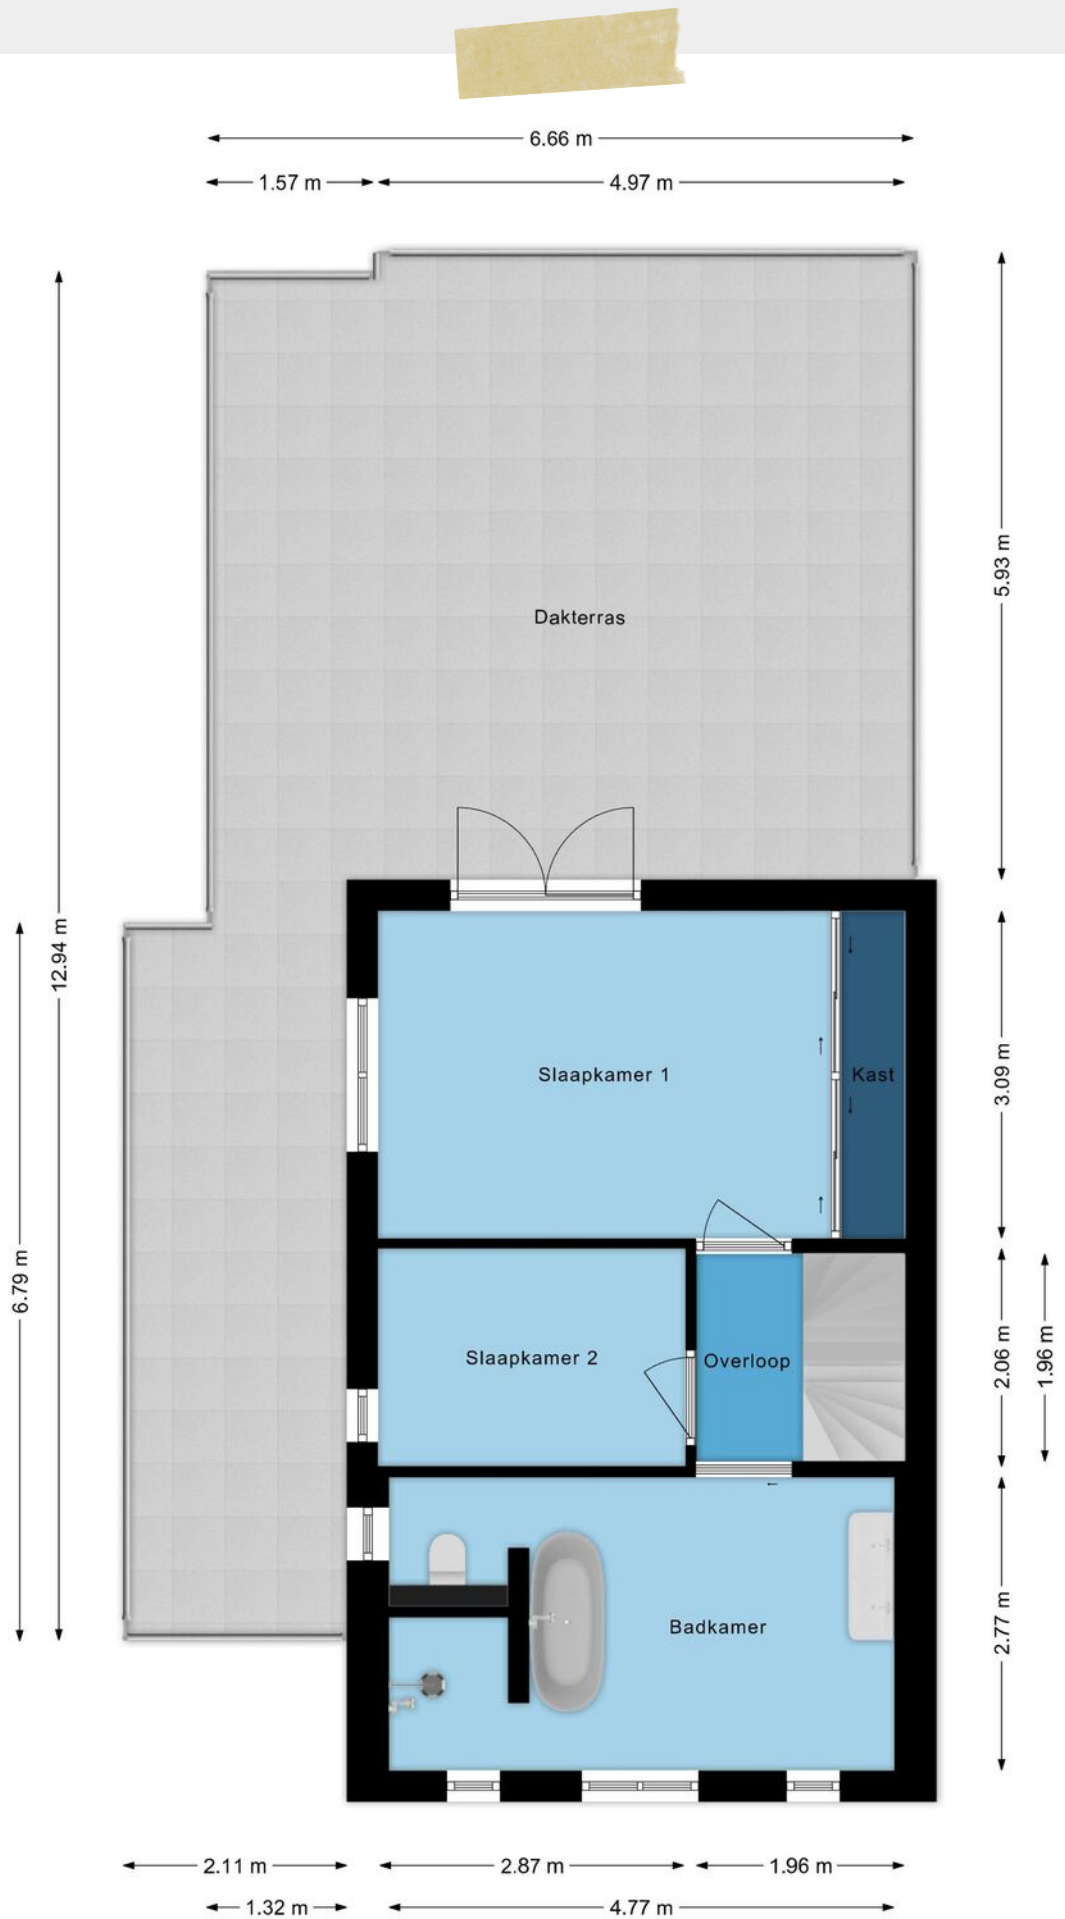 6.66 m
1.57 m
4.97 m
5.93 m
Dakterras
12.94 m
3.09 m
Slaapkamer 1
Kast
6.79 m
2.06 m
1.96 m
Slaapkamer 2
Overloop
2.77 m
Badkamer
2.11 m
2.87 m
1.96 m
1.32 m
4.77 m